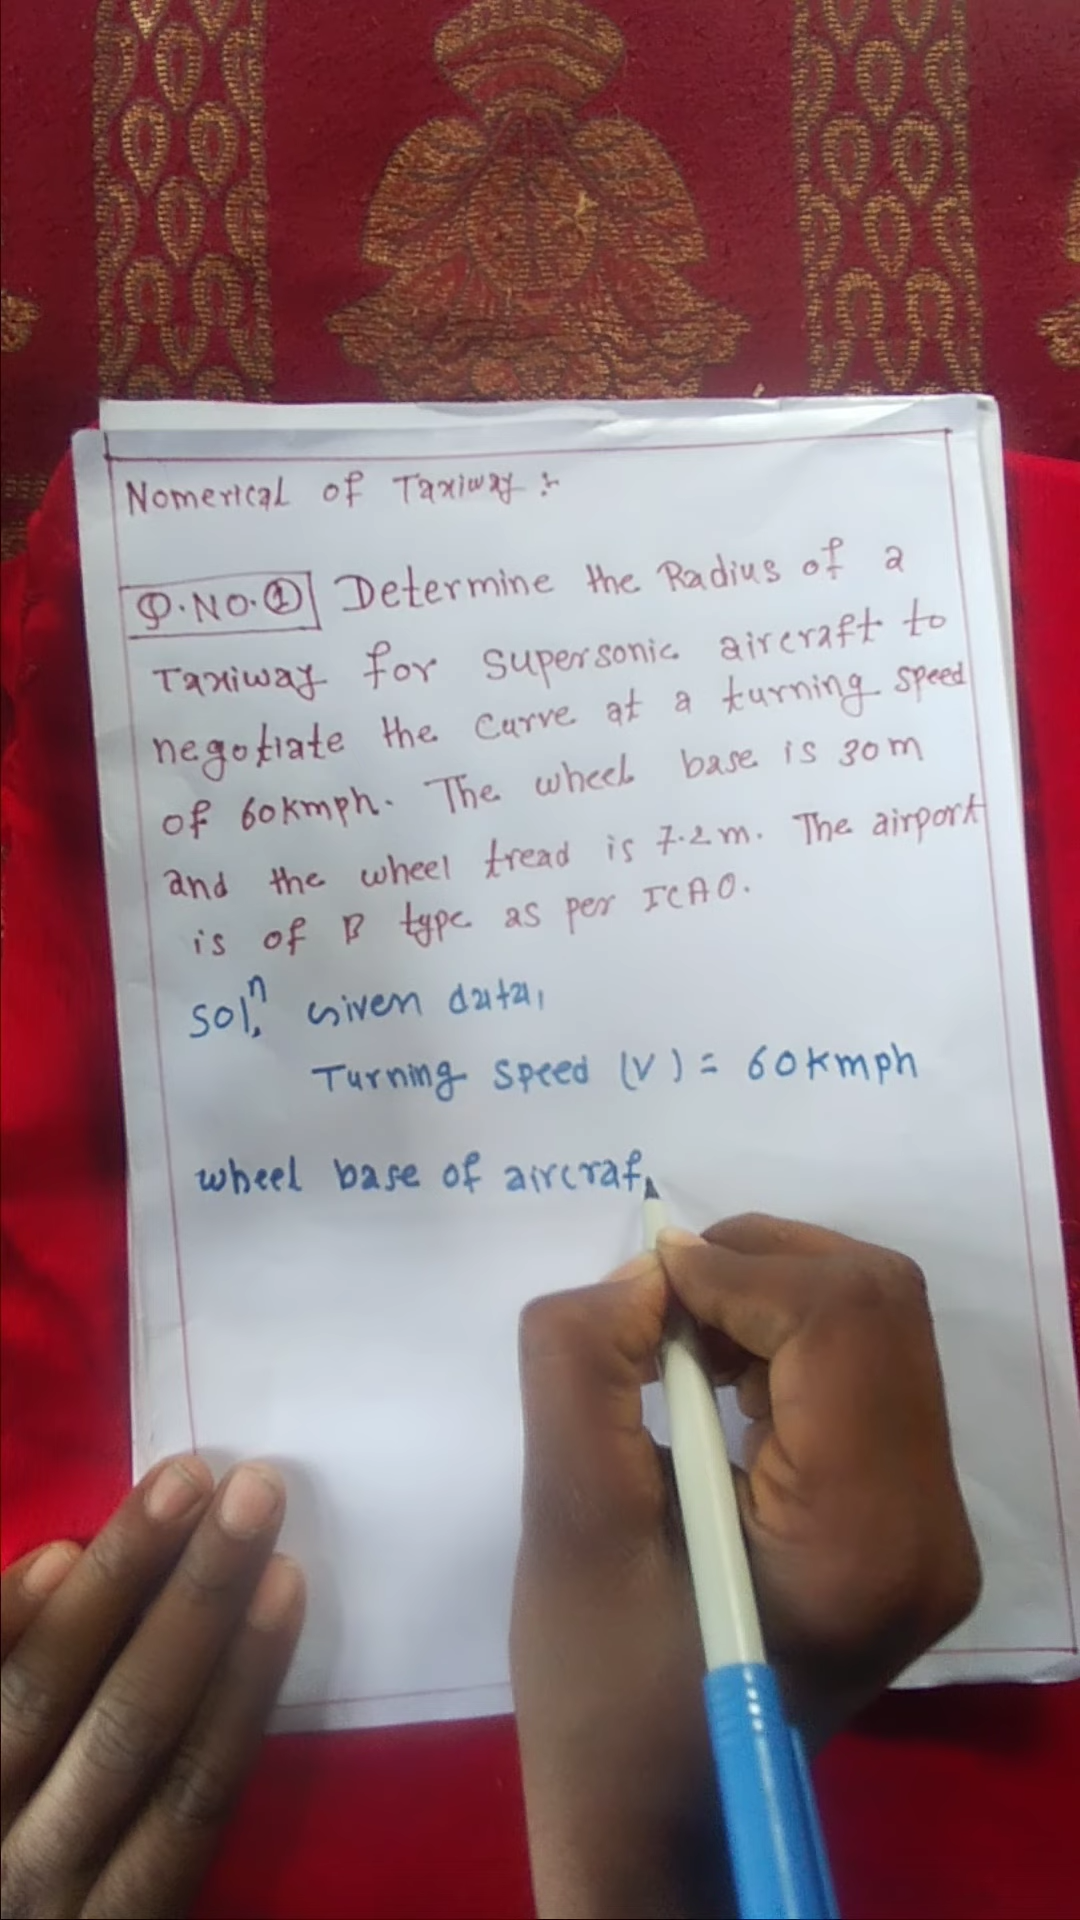 Nomerical of Taxiway :-
Q.NO.① Determine the Radius of a
Taxiway for supersonic aircraft to
negotiate the curve at a turning speed
of 60kmph. The wheel base is 30m
and the wheel tread is 7.2m. The airport
is of B type as per ICAO.
solⁿ, Given data,
Turning speed (V) = 60kmph
wheel base of aircraf